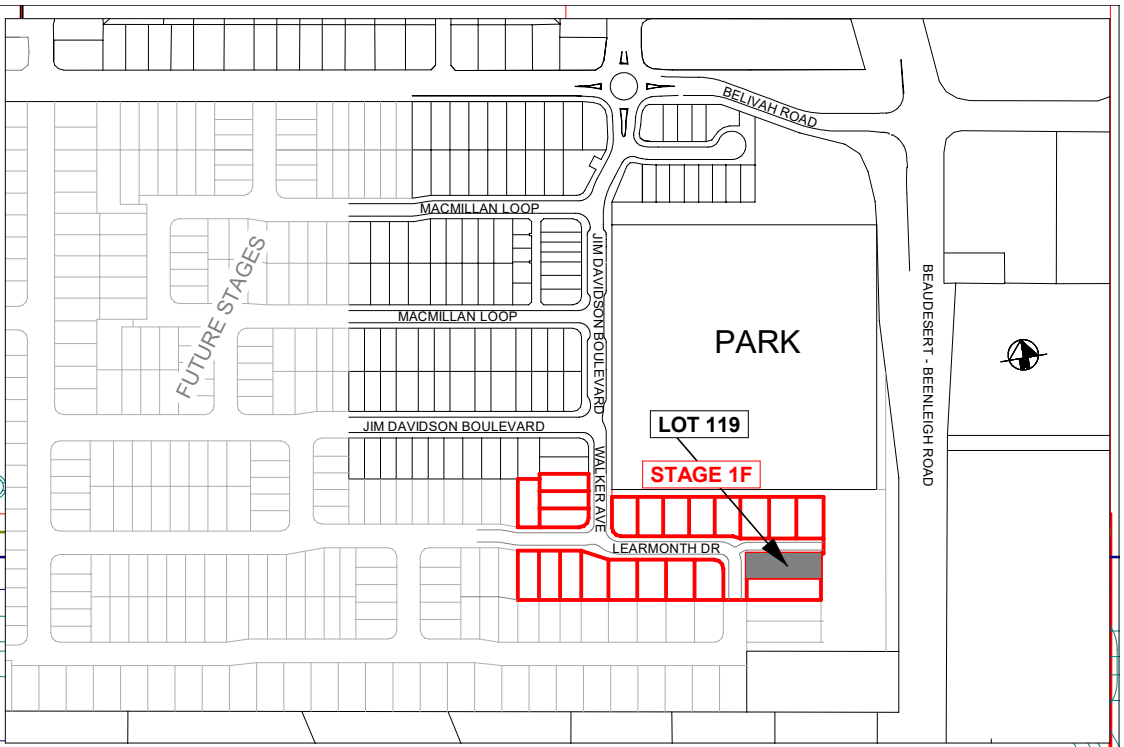 BELIVAH ROAD
MACMILLAN LOOP
FUTURE STAGES
JIM DAVIDSON BOULEVARD
MACMILLAN LOOP
PARK
BEAUDESERT - BEENLEIGH ROAD
LOT 119
JIM DAVIDSON BOULEVARD
STAGE 1F
WALKER AVE
LEARMONTH DR